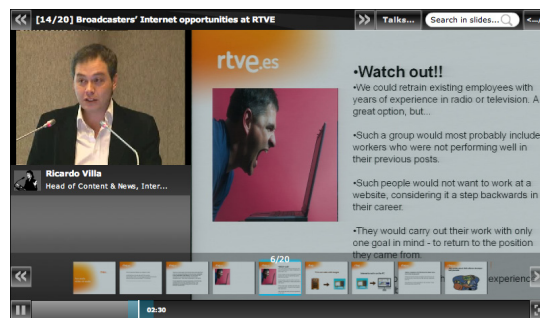 [14/20] Broadcasters' Internet opportunities at RTVE
Talks...
Search in slides...
rtve.es
•Watch out!!
•We could retrain existing employees with
years of experience in radio or television. A
great option, but...
•Such a group would most probably include
workers who were not performing well in
their previous posts.
•Such people would not want to work at a
website, considering it a step backwards in
their career.
•They would carry out their work with only
one goal in mind - to return to the position
they came from.
experienc
Ricardo Villa
Head of Content & News, Inter...
6/20
02:30